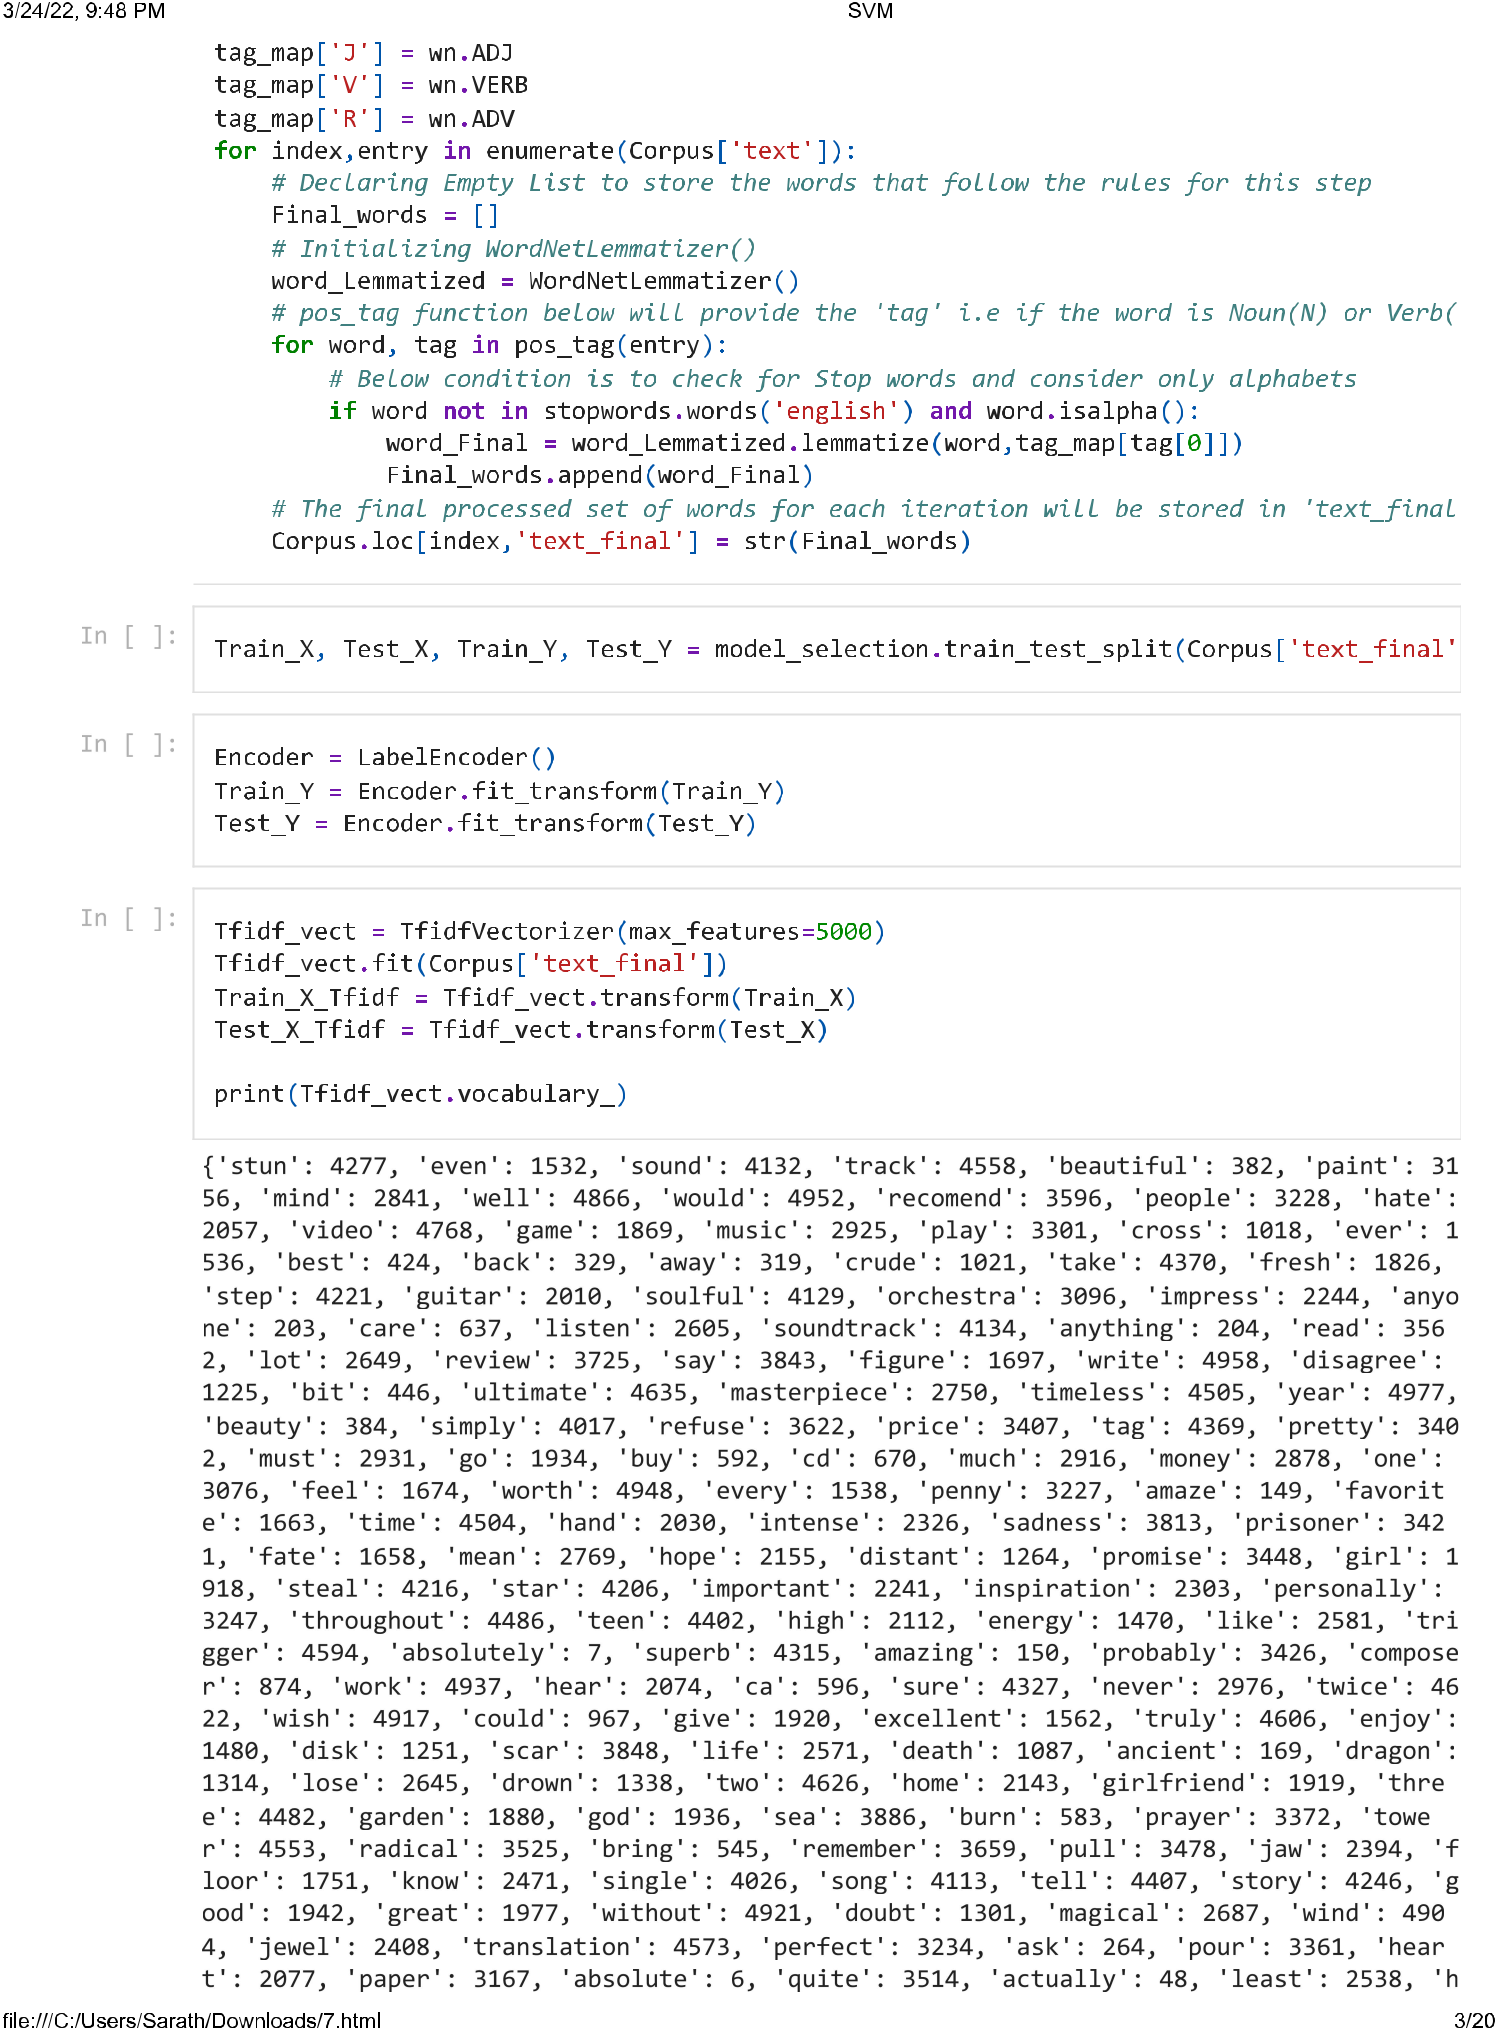 3/24/22, 9:48 PM SVM
tag_map['J'] = wn.ADJ
tag_map['V'] = wn.VERB
tag_map['R'] = wn.ADV
for index,entry in enumerate(Corpus['text']):
# Declaring Empty List to store the words that follow the rules for this step
Final_words = []
# Initializing WordNetLemmatizer()
word_Lemmatized = WordNetLemmatizer()
# pos_tag function below will provide the 'tag' i.e if the word is Noun(N) or Verb(
for word, tag in pos_tag(entry):
# Below condition is to check for Stop words and consider only alphabets
if word not in stopwords.words('english') and word.isalpha():
word_Final = word_Lemmatized.lemmatize(word,tag_map[tag[0]])
Final_words.append(word_Final)
# The final processed set of words for each iteration will be stored in 'text_final
Corpus.loc[index,'text_final'] = str(Final_words)
In [ ]: Train_X, Test_X, Train_Y, Test_Y = model_selection.train_test_split(Corpus['text_final'
In [ ]: Encoder = LabelEncoder()
Train_Y = Encoder.fit_transform(Train_Y)
Test_Y = Encoder.fit_transform(Test_Y)
In [ ]: Tfidf_vect = TfidfVectorizer(max_features=5000)
Tfidf_vect.fit(Corpus['text_final'])
Train_X_Tfidf = Tfidf_vect.transform(Train_X)
Test_X_Tfidf = Tfidf_vect.transform(Test_X)
print(Tfidf_vect.vocabulary_)
{'stun': 4277, 'even': 1532, 'sound': 4132, 'track': 4558, 'beautiful': 382, 'paint': 31
56, 'mind': 2841, 'well': 4866, 'would': 4952, 'recomend': 3596, 'people': 3228, 'hate':
2057, 'video': 4768, 'game': 1869, 'music': 2925, 'play': 3301, 'cross': 1018, 'ever': 1
536, 'best': 424, 'back': 329, 'away': 319, 'crude': 1021, 'take': 4370, 'fresh': 1826,
'step': 4221, 'guitar': 2010, 'soulful': 4129, 'orchestra': 3096, 'impress': 2244, 'anyo
ne': 203, 'care': 637, 'listen': 2605, 'soundtrack': 4134, 'anything': 204, 'read': 356
2, 'lot': 2649, 'review': 3725, 'say': 3843, 'figure': 1697, 'write': 4958, 'disagree':
1225, 'bit': 446, 'ultimate': 4635, 'masterpiece': 2750, 'timeless': 4505, 'year': 4977,
'beauty': 384, 'simply': 4017, 'refuse': 3622, 'price': 3407, 'tag': 4369, 'pretty': 340
2, 'must': 2931, 'go': 1934, 'buy': 592, 'cd': 670, 'much': 2916, 'money': 2878, 'one':
3076, 'feel': 1674, 'worth': 4948, 'every': 1538, 'penny': 3227, 'amaze': 149, 'favorit
e': 1663, 'time': 4504, 'hand': 2030, 'intense': 2326, 'sadness': 3813, 'prisoner': 342
1, 'fate': 1658, 'mean': 2769, 'hope': 2155, 'distant': 1264, 'promise': 3448, 'girl': 1
918, 'steal': 4216, 'star': 4206, 'important': 2241, 'inspiration': 2303, 'personally':
3247, 'throughout': 4486, 'teen': 4402, 'high': 2112, 'energy': 1470, 'like': 2581, 'tri
gger': 4594, 'absolutely': 7, 'superb': 4315, 'amazing': 150, 'probably': 3426, 'compose
r': 874, 'work': 4937, 'hear': 2074, 'ca': 596, 'sure': 4327, 'never': 2976, 'twice': 46
22, 'wish': 4917, 'could': 967, 'give': 1920, 'excellent': 1562, 'truly': 4606, 'enjoy':
1480, 'disk': 1251, 'scar': 3848, 'life': 2571, 'death': 1087, 'ancient': 169, 'dragon':
1314, 'lose': 2645, 'drown': 1338, 'two': 4626, 'home': 2143, 'girlfriend': 1919, 'thre
e': 4482, 'garden': 1880, 'god': 1936, 'sea': 3886, 'burn': 583, 'prayer': 3372, 'towe
r': 4553, 'radical': 3525, 'bring': 545, 'remember': 3659, 'pull': 3478, 'jaw': 2394, 'f
loor': 1751, 'know': 2471, 'single': 4026, 'song': 4113, 'tell': 4407, 'story': 4246, 'g
ood': 1942, 'great': 1977, 'without': 4921, 'doubt': 1301, 'magical': 2687, 'wind': 490
4, 'jewel': 2408, 'translation': 4573, 'perfect': 3234, 'ask': 264, 'pour': 3361, 'hear
t': 2077, 'paper': 3167, 'absolute': 6, 'quite': 3514, 'actually': 48, 'least': 2538, 'h
file:///C:/Users/Sarath/Downloads/7.html 3/20